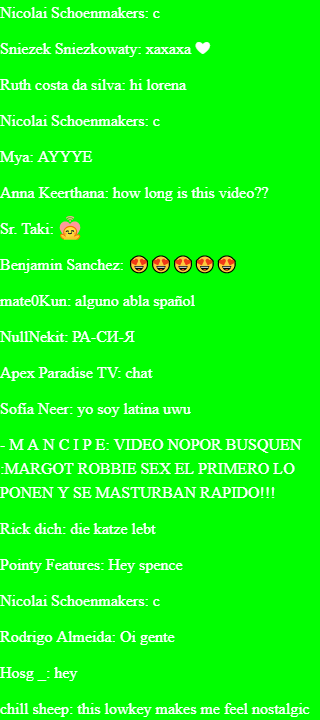 Nicolai Schoenmakers: c
Sniezek Sniezkowaty: xaxaxa 🤍
Ruth costa da silva: hi lorena
Nicolai Schoenmakers: c
Mya: AYYYE
Anna Keerthana: how long is this video??
Sr. Taki:
Benjamin Sanchez: 😍😍😍😍😍
mate0Kun: alguno abla spañol
NullNekit: РА-СИ-Я
Apex Paradise TV: chat
Sofía Neer: yo soy latina uwu
- M A N C I P E: VIDEO NOPOR BUSQUEN
:MARGOT ROBBIE SEX EL PRIMERO LO
PONEN Y SE MASTURBAN RAPIDO!!!
Rick dich: die katze lebt
Pointy Features: Hey spence
Nicolai Schoenmakers: c
Rodrigo Almeida: Oi gente
Hosg _: hey
chill sheep: this lowkey makes me feel nostalgic